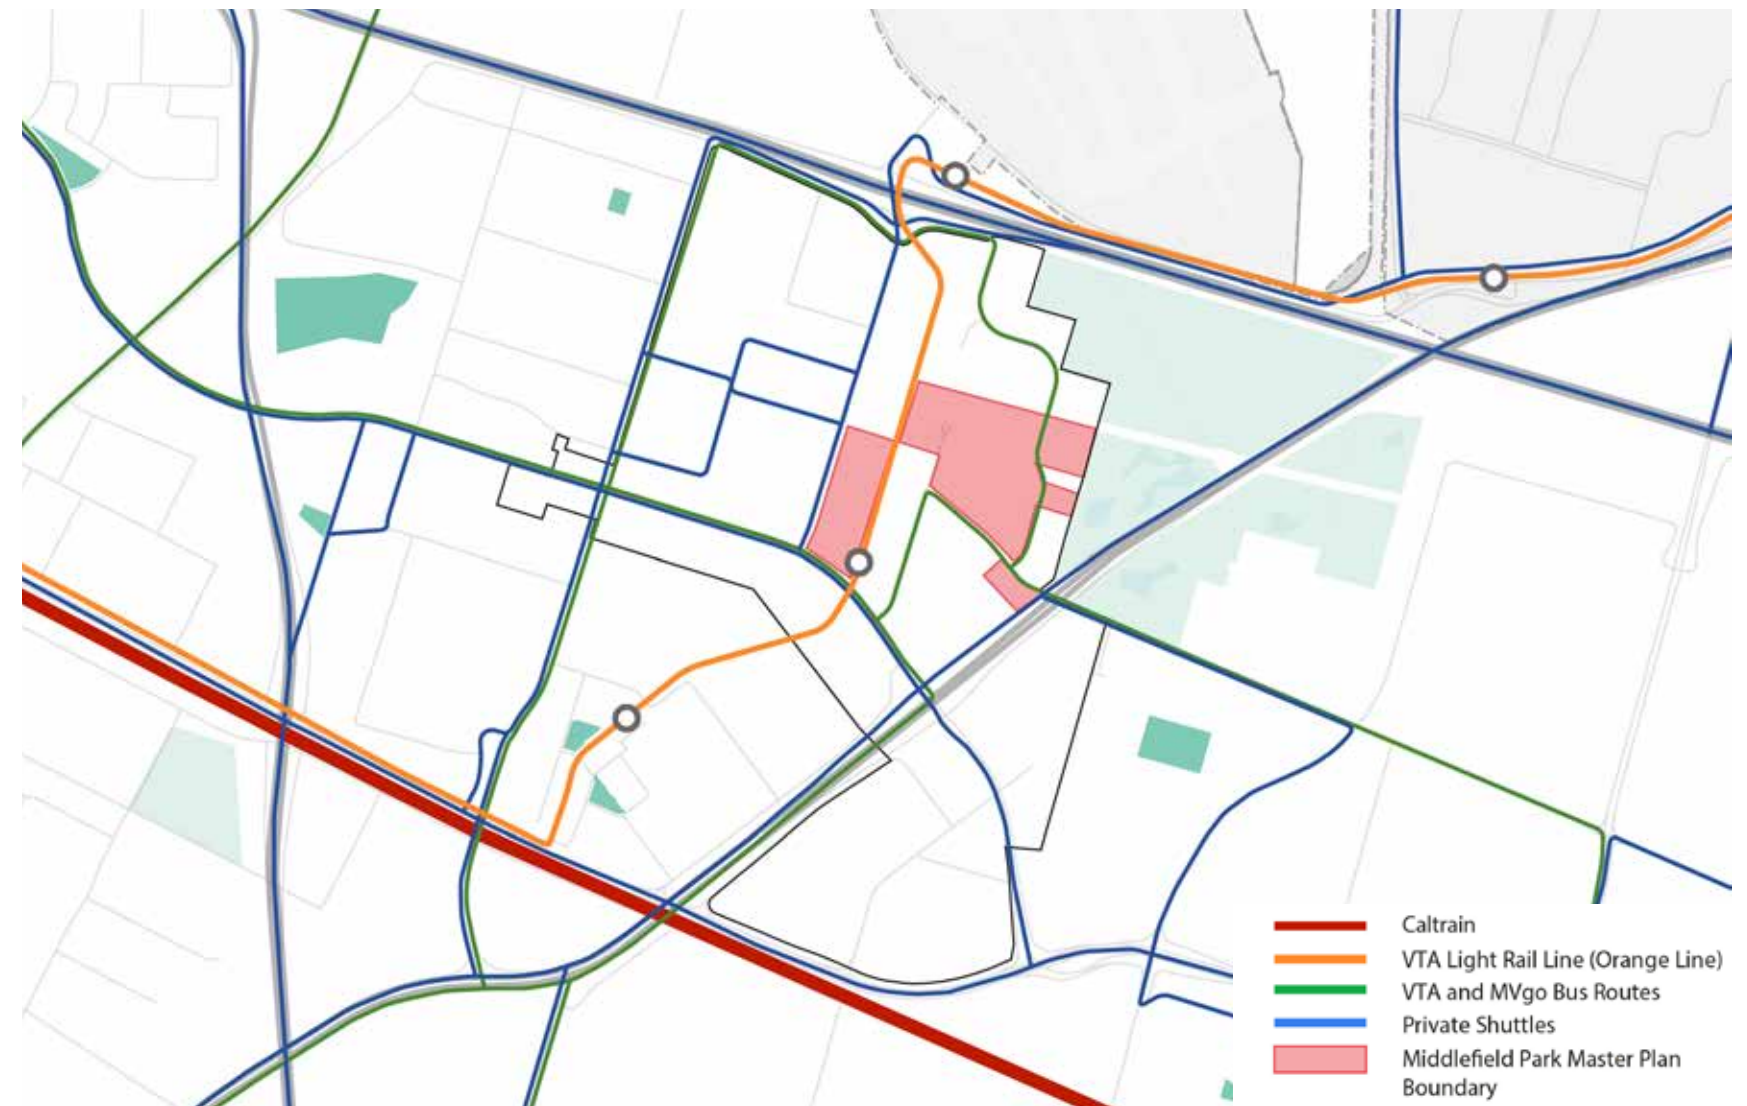 Caltrain
VTA Light Rail Line (Orange Line)
VTA and MVgo Bus Routes
Private Shuttles
Middlefield Park Master Plan
Boundary